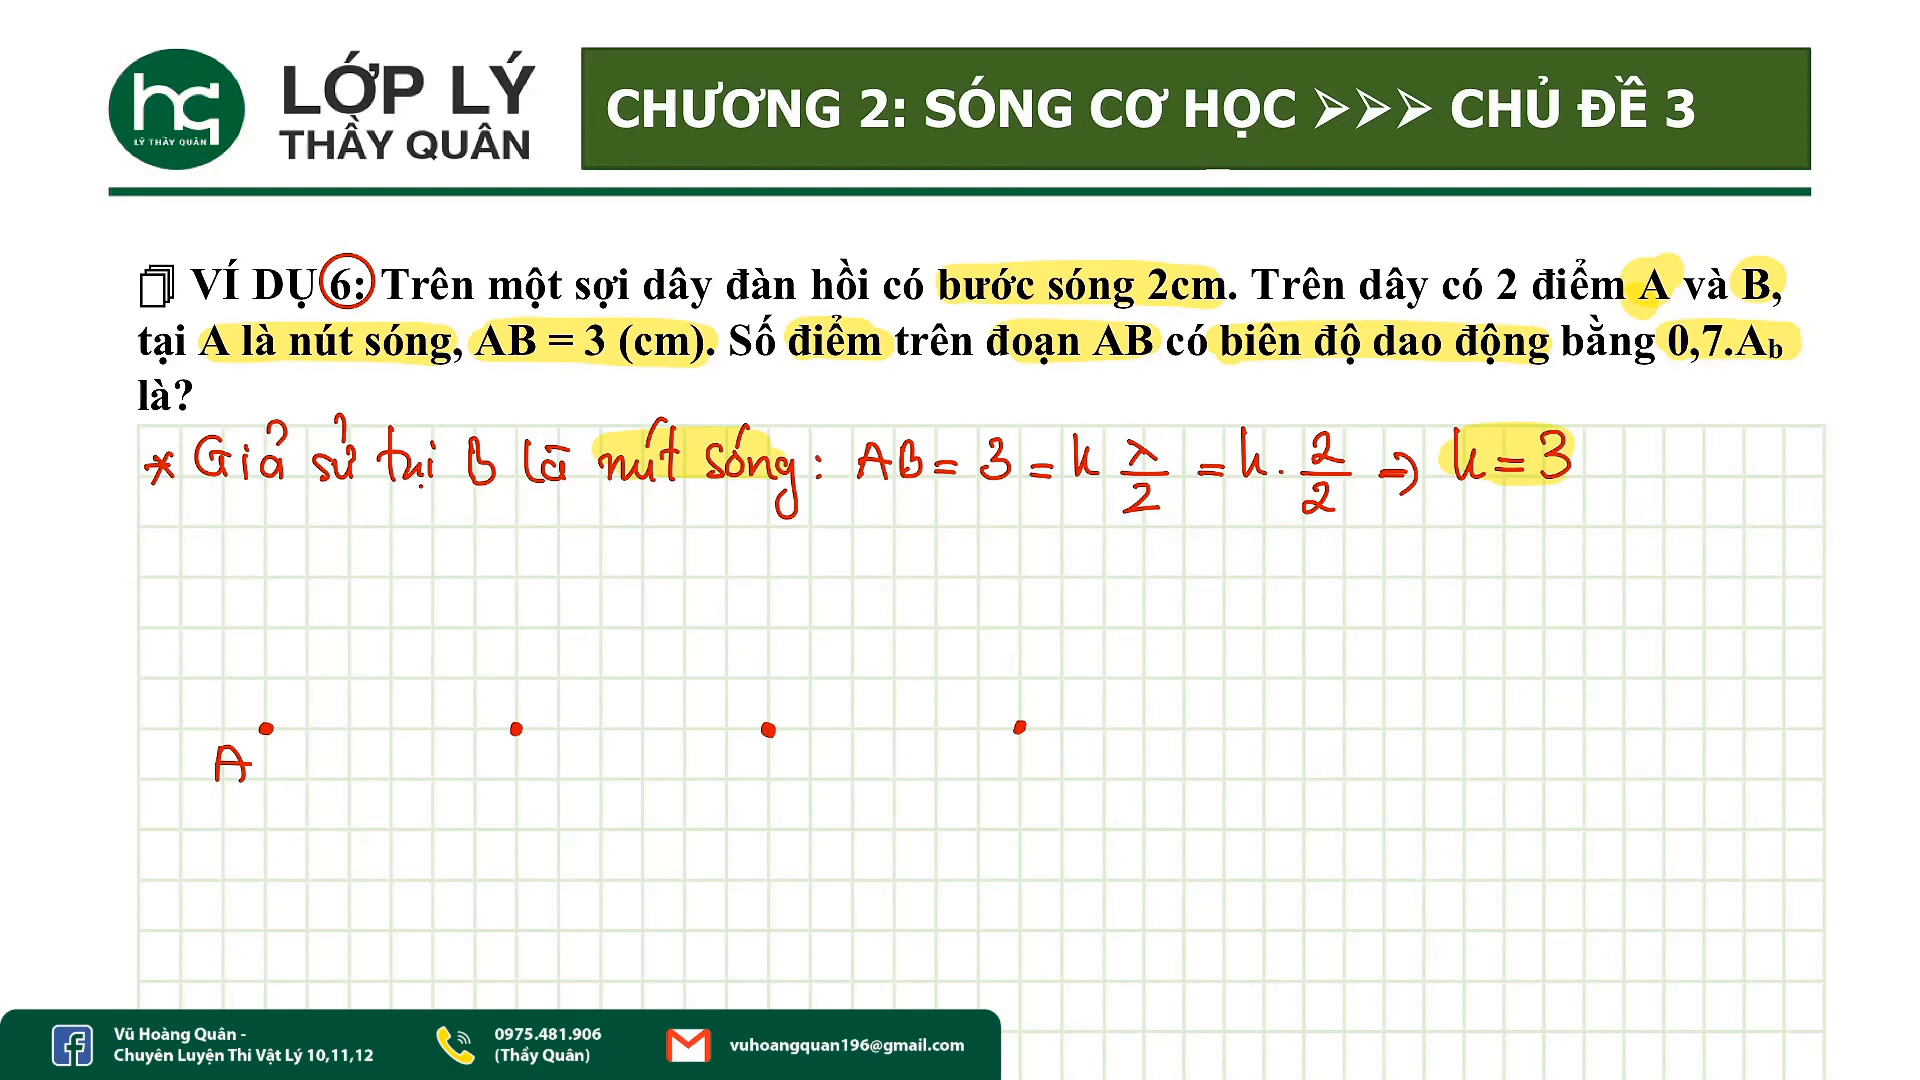 hq
LÝ THẦY QUÂN
LỚP LÝ
THẦY QUÂN
CHƯƠNG 2: SÓNG CƠ HỌC ➢➢➢ CHỦ ĐỀ 3
VÍ DỤ 6: Trên một sợi dây đàn hồi có bước sóng 2cm. Trên dây có 2 điểm A và B,
tại A là nút sóng, AB = 3 (cm). Số điểm trên đoạn AB có biên độ dao động bằng 0,7.A_b
là?
* Giả sử tại B là nút sóng: AB = 3 = k λ/2 = k . 2/2 => k = 3
A
Vũ Hoàng Quân -
Chuyên Luyện Thi Vật Lý 10,11,12
0975.481.906
(Thầy Quân)
vuhoangquan196@gmail.com